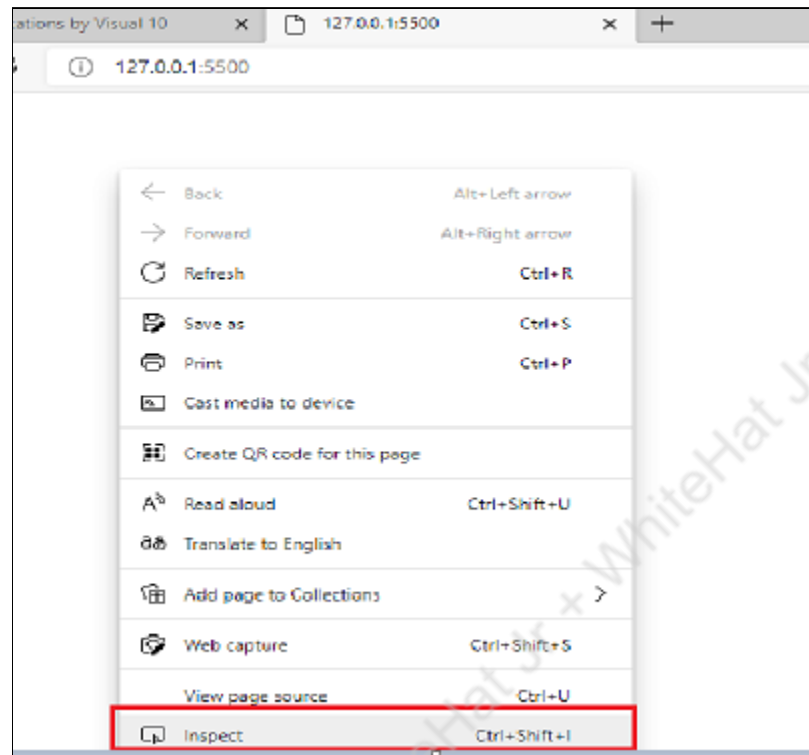 ations by Visual 10
127.0.0.1:5500
127.0.0.1:5500
Back Alt+Left arrow
Forward Alt+Right arrow
Refresh Ctrl+R
Save as Ctrl+S
Print Ctrl+P
Cast media to device
Create QR code for this page
Read aloud Ctrl+Shift+U
Translate to English
Add page to Collections
Web capture Ctrl+Shift+S
View page source Ctrl+U
Inspect Ctrl+Shift+I
eHat Jr + WhiteHat Jr